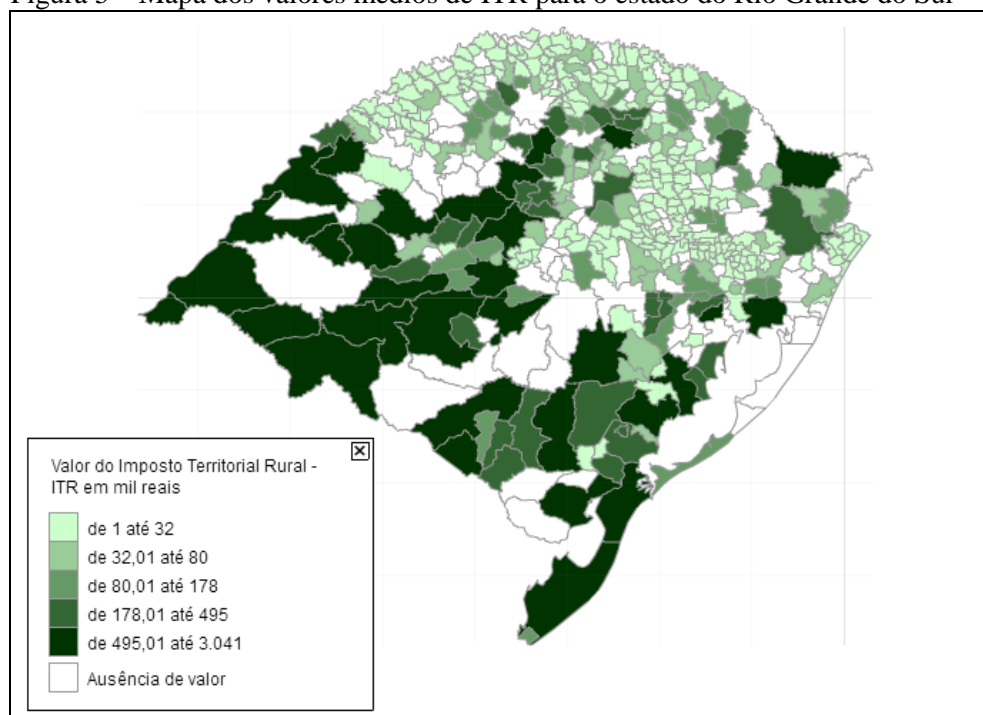 Figura 3 – Mapa dos valores médios de ITR para o estado do Rio Grande do Sul
Valor do Imposto Territorial Rural -
ITR em mil reais
de 1 até 32
de 32,01 até 80
de 80,01 até 178
de 178,01 até 495
de 495,01 até 3.041
Ausência de valor